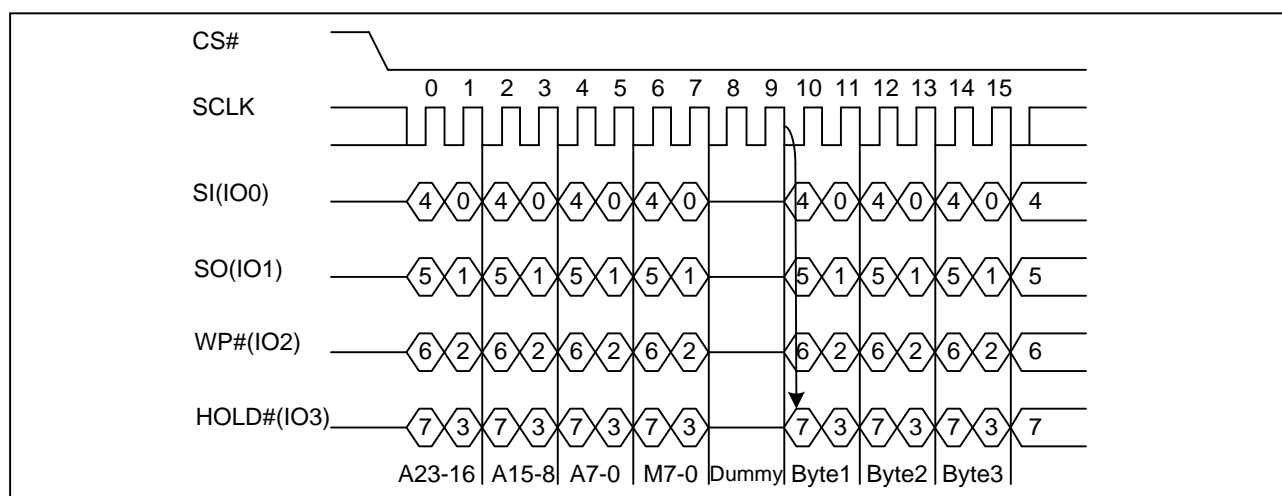 CS#
0 1 2 3 4 5 6 7 8 9 10 11 12 13 14 15
SCLK
SI(IO0) 4 0 4 0 4 0 4 0 4 0 4 0 4 0 4
SO(IO1) 5 1 5 1 5 1 5 1 5 1 5 1 5 1 5
WP#(IO2) 6 2 6 2 6 2 6 2 6 2 6 2 6 2 6
HOLD#(IO3) 7 3 7 3 7 3 7 3 7 3 7 3 7 3 7
A23-16 A15-8 A7-0 M7-0 Dummy Byte1 Byte2 Byte3